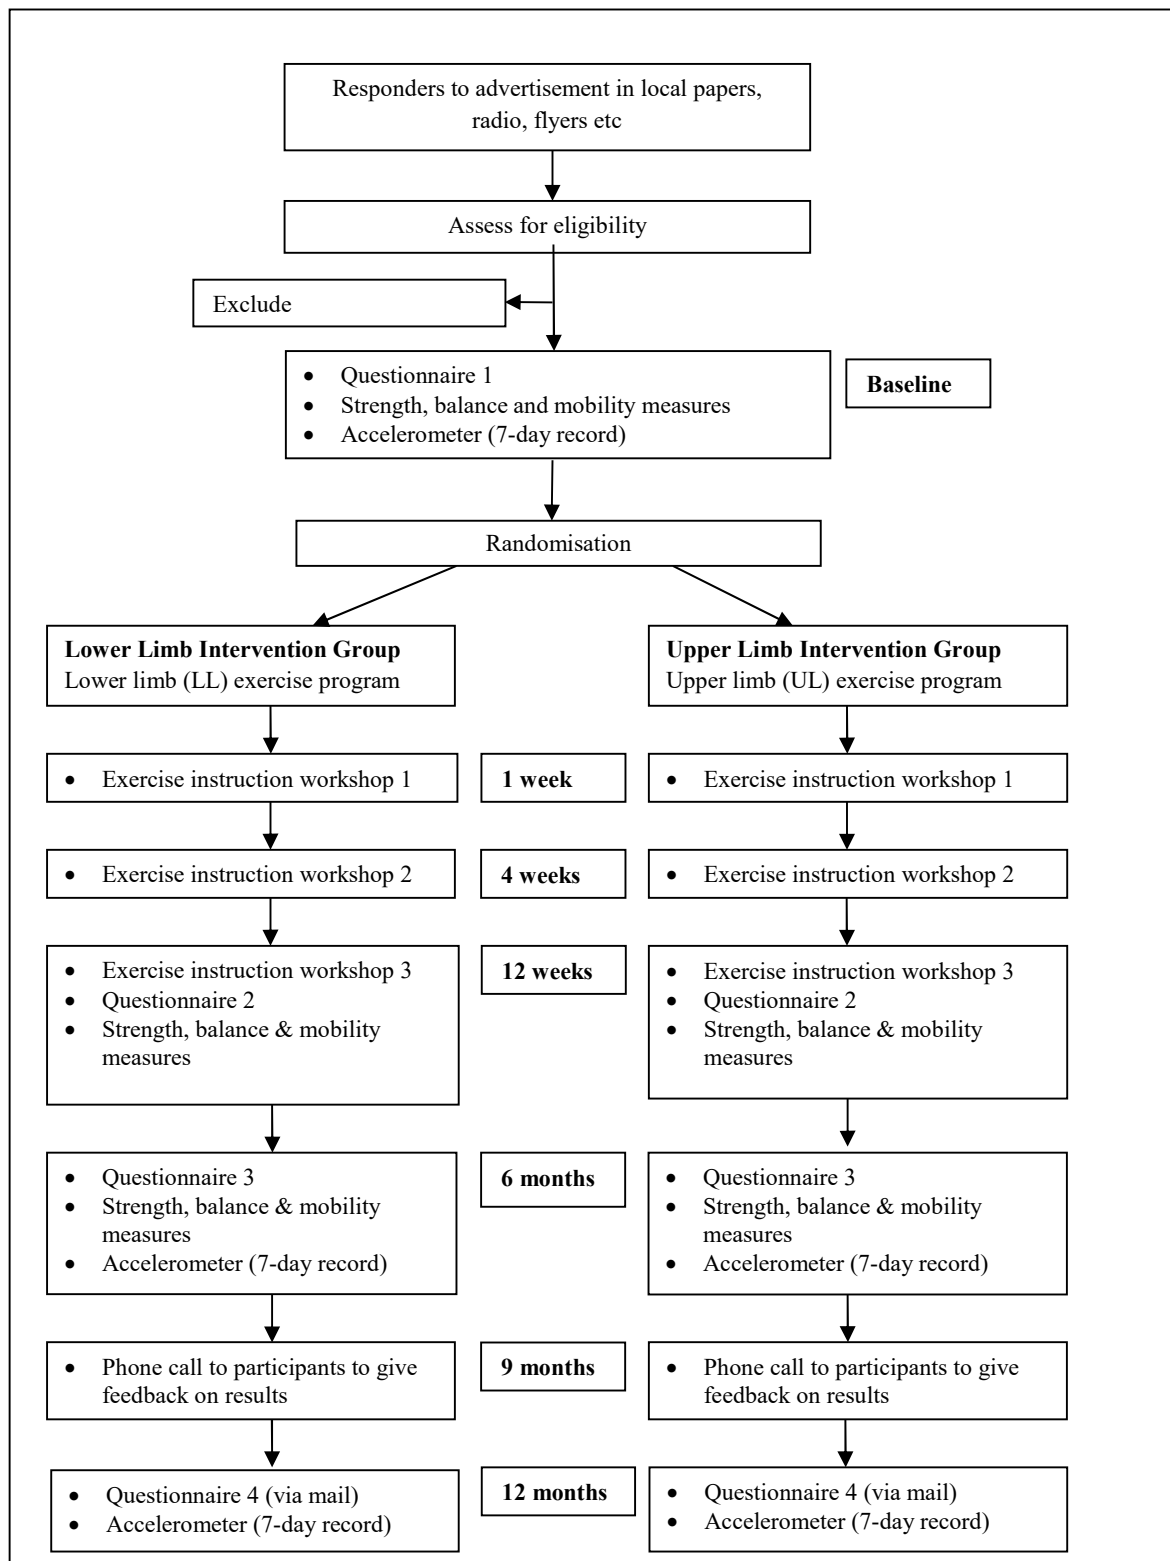 Responders to advertisement in local papers,
radio, flyers etc
Assess for eligibility
Exclude
• Questionnaire 1
• Strength, balance and mobility measures
• Accelerometer (7-day record)
Baseline
Randomisation
Lower Limb Intervention Group
Lower limb (LL) exercise program
Upper Limb Intervention Group
Upper limb (UL) exercise program
• Exercise instruction workshop 1
1 week
• Exercise instruction workshop 1
• Exercise instruction workshop 2
4 weeks
• Exercise instruction workshop 2
• Exercise instruction workshop 3
• Questionnaire 2
• Strength, balance & mobility
measures
12 weeks
• Exercise instruction workshop 3
• Questionnaire 2
• Strength, balance & mobility
measures
• Questionnaire 3
• Strength, balance & mobility
measures
• Accelerometer (7-day record)
6 months
• Questionnaire 3
• Strength, balance & mobility
measures
• Accelerometer (7-day record)
• Phone call to participants to give
feedback on results
9 months
• Phone call to participants to give
feedback on results
• Questionnaire 4 (via mail)
• Accelerometer (7-day record)
12 months
• Questionnaire 4 (via mail)
• Accelerometer (7-day record)